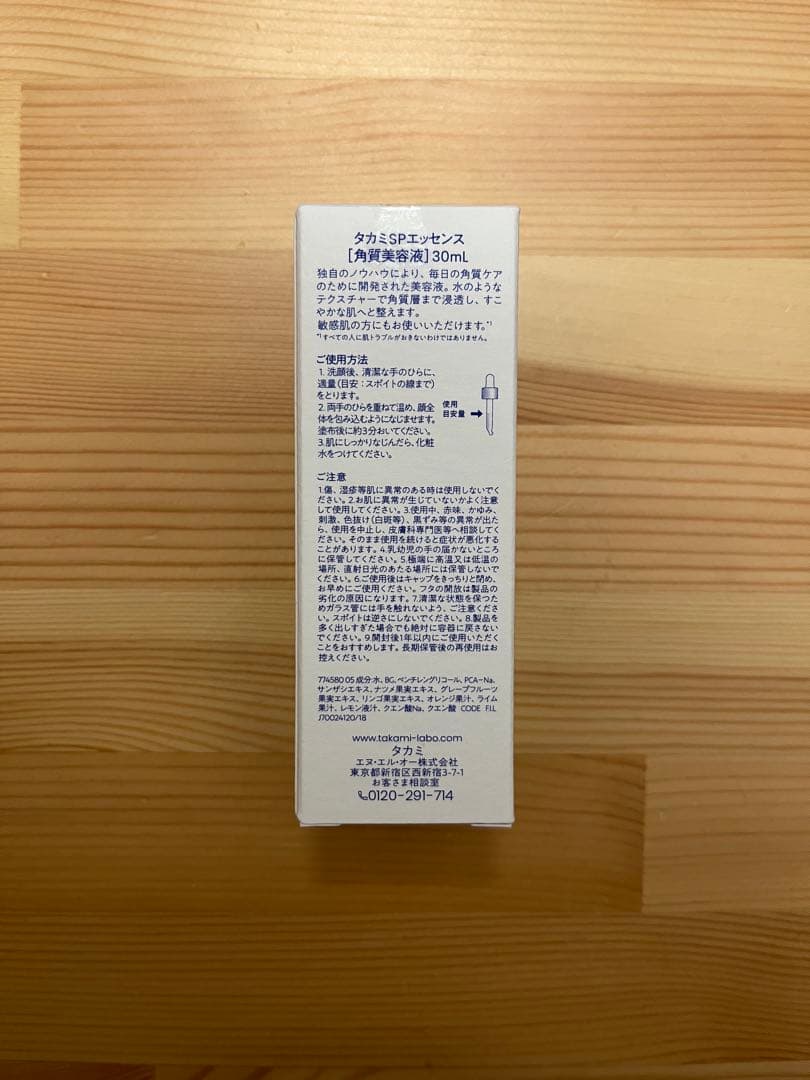 タカミSPエッセンス
[角質美容液]30mL
独自のノウハウにより、毎日の角質ケア
のために開発された美容液。水のような
テクスチャーで角質層まで浸透し、すこ
やかな肌へと整えます。
敏感肌の方にもお使いいただけます。*1
*1すべての人に肌トラブルがおきないわけではありません。
ご使用方法
1. 洗顔後、清潔な手のひらに、
適量(目安:スポイトの線まで)
をとります。
2. 両手のひらを重ねて温め、顔全
体を包み込むようになじませます。
塗布後に約3分おいてください。
3. 肌にしっかりなじんだら、化粧
水をつけてください。
使用
目安量
ご注意
1.傷、湿疹等肌に異常のある時は使用しないでく
ださい。2.お肌に異常が生じていないかよく注意
して使用してください。3.使用中、赤味、かゆみ、
刺激、色抜け(白斑等)、黒ずみ等の異常が出た
ら、使用を中止し、皮膚科専門医等へ相談してく
ださい。そのまま使用を続けると症状が悪化する
ことがあります。4.乳幼児の手の届かないところ
に保管してください。5.極端に高温又は低温の
場所、直射日光のあたる場所には保管しないで
ください。6.ご使用後はキャップをきっちりと閉め、
お早めにご使用ください。フタの開放は製品の
劣化の原因になります。7.清潔な状態を保つた
めガラス管には手を触れないよう、ご注意くださ
い。スポイトは逆さにしないでください。8.製品を
多く出しすぎた場合でも絶対に容器に戻さない
でください。9.開封後1年以内にご使用いただく
ことをおすすめします。長期保管後の再使用はお
控えください。
774580 05 成分:水、BG、ペンチレングリコール、PCA-Na、
サンザシエキス、ナツメ果実エキス、グレープフルーツ
果実エキス、リンゴ果実エキス、オレンジ果汁、ライム
果汁、レモン液汁、クエン酸Na、クエン酸 CODE F.I.L
J70024120/18
www.takami-labo.com
タカミ
エヌ・エル・オー株式会社
東京都新宿区西新宿3-7-1
お客さま相談室
0120-291-714